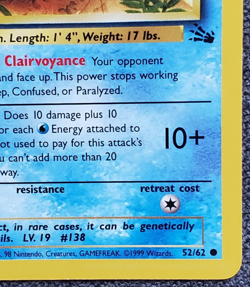 n. Length: 1' 4", Weight: 17 lbs.
Clairvoyance Your opponent
and face up. This power stops working
ep, Confused, or Paralyzed.
Does 10 damage plus 10
or each Energy attached to
ot used to pay for this attack's
u can't add more than 20
way.
10+
resistance retreat cost
ct, in rare cases, it can be genetically
ils. LV. 19 #138
, 98 Nintendo, Creatures, GAMEFREAK. ©1999 Wizards. 52/62